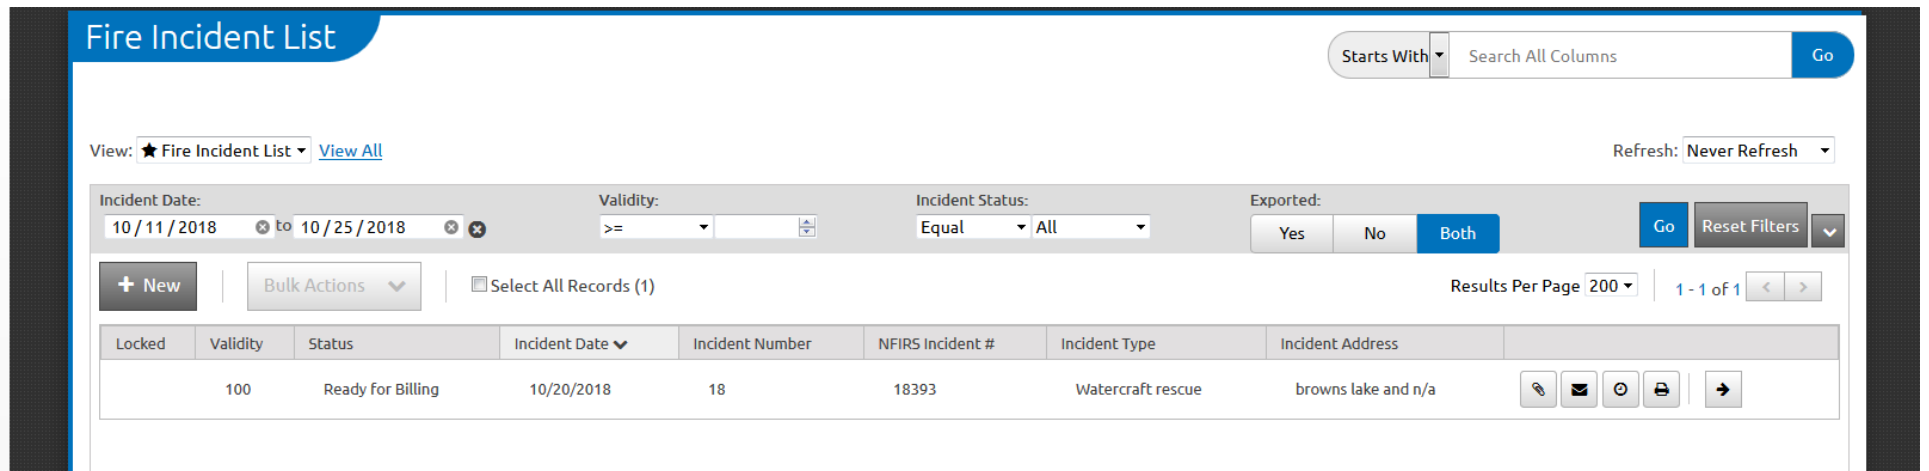 Fire Incident List
Starts With Search All Columns Go
View: Fire Incident List View All Refresh: Never Refresh
Incident Date: Validity: Incident Status: Exported:
10/11/2018 to 10/25/2018 >= Equal All Yes No Both Go Reset Filters
+ New Bulk Actions Select All Records (1) Results Per Page 200 1 - 1 of 1 < >
Locked Validity Status Incident Date Incident Number NFIRS Incident # Incident Type Incident Address
100 Ready for Billing 10/20/2018 18 18393 Watercraft rescue browns lake and n/a